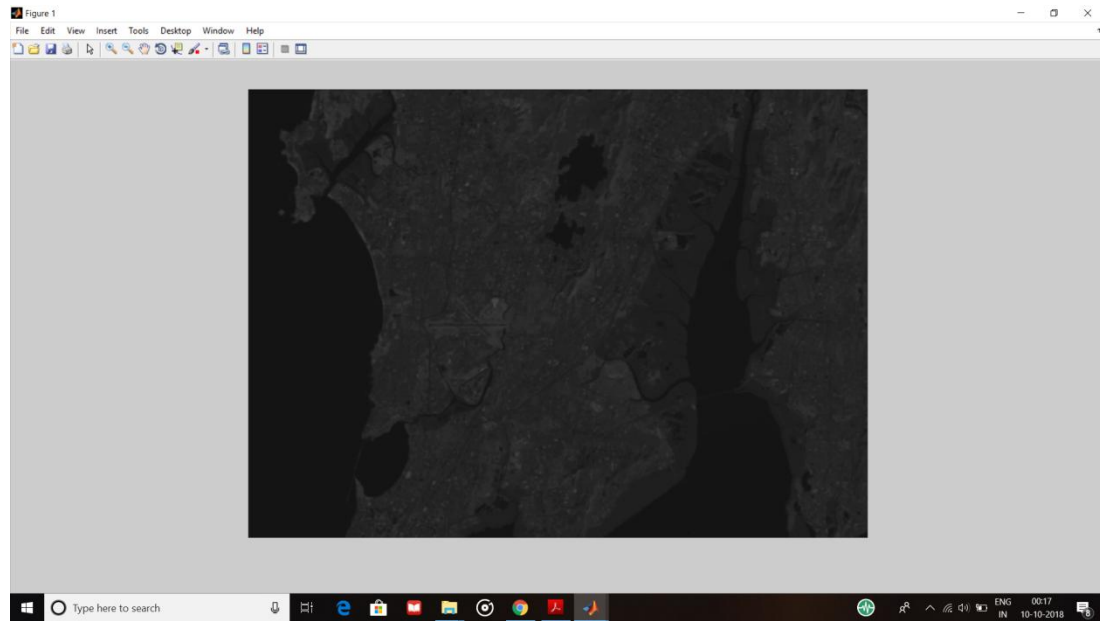 Figure 1
File Edit View Insert Tools Desktop Window Help
Type here to search
ENG 00:17
IN 10-10-2018
8